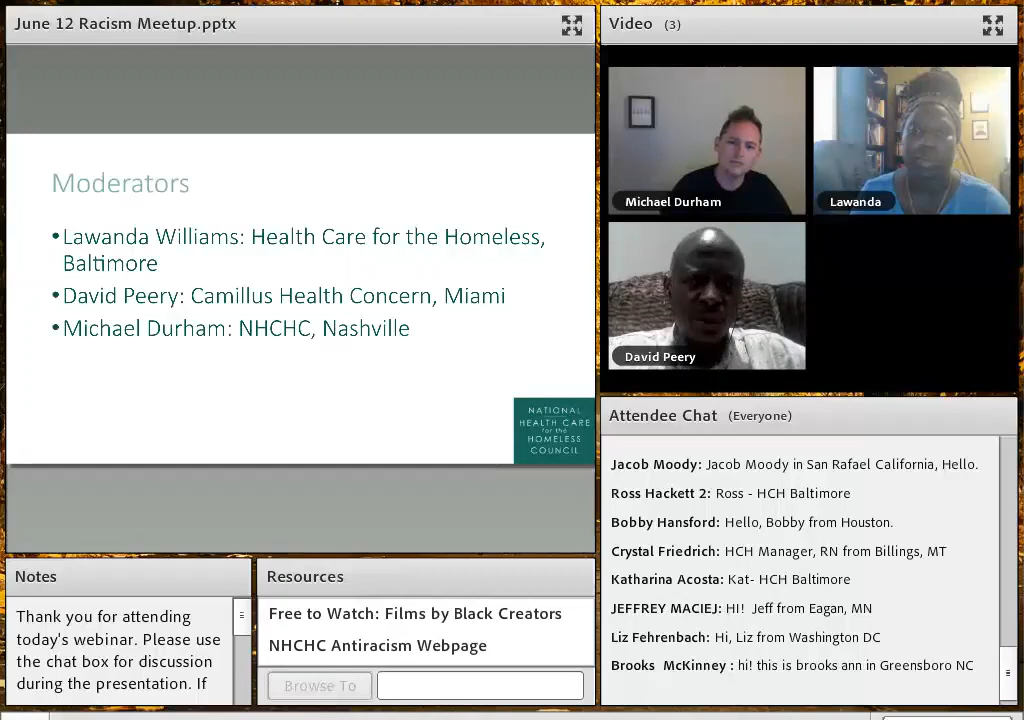 June 12 Racism Meetup.pptx
Moderators
•Lawanda Williams: Health Care for the Homeless,
Baltimore
•David Peery: Camillus Health Concern, Miami
•Michael Durham: NHCHC, Nashville
NATIONAL
HEALTH CARE
for the
HOMELESS
COUNCIL
Video (3)
Michael Durham
Lawanda
David Peery
Attendee Chat (Everyone)
Jacob Moody: Jacob Moody in San Rafael California, Hello.
Ross Hackett 2: Ross - HCH Baltimore
Bobby Hansford: Hello, Bobby from Houston.
Crystal Friedrich: HCH Manager, RN from Billings, MT
Katharina Acosta: Kat- HCH Baltimore
JEFFREY MACIEJ: HI! Jeff from Eagan, MN
Liz Fehrenbach: Hi, Liz from Washington DC
Brooks McKinney : hi! this is brooks ann in Greensboro NC
Notes
Thank you for attending
today's webinar. Please use
the chat box for discussion
during the presentation. If
Resources
Free to Watch: Films by Black Creators
NHCHC Antiracism Webpage
Browse To